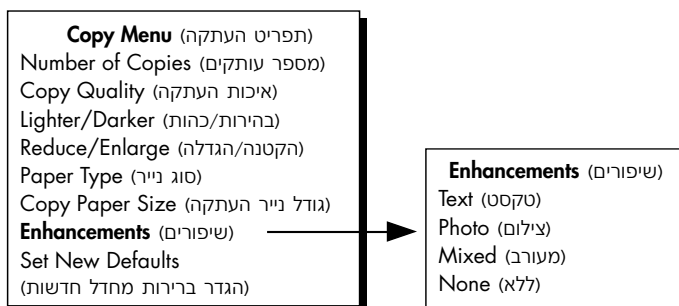 Copy Menu (תפריט העתקה)
Number of Copies (מספר עותקים)
Copy Quality (איכות העתקה)
Lighter/Darker (בהירות/כהות)
Reduce/Enlarge (הקטנה/הגדלה)
Paper Type (סוג נייר)
Copy Paper Size (גודל נייר העתקה)
Enhancements (שיפורים)
Set New Defaults
(הגדר ברירות מחדל חדשות)
Enhancements (שיפורים)
Text (טקסט)
Photo (צילום)
Mixed (מעורב)
None (ללא)